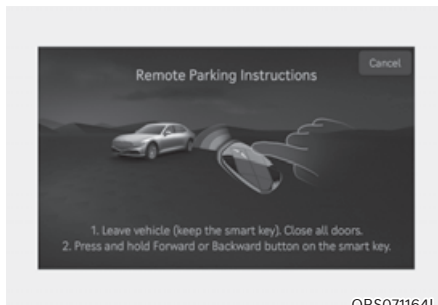 Cancel
Remote Parking Instructions
1. Leave vehicle (keep the smart key). Close all doors.
2. Press and hold Forward or Backward button on the smart key.